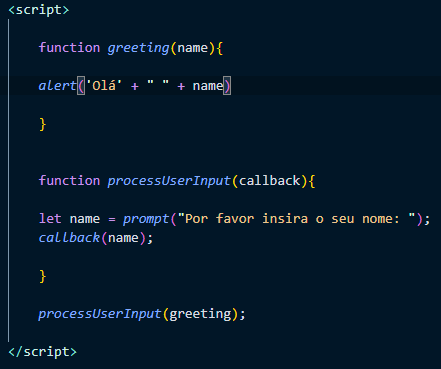 <script>
function greeting(name){
alert('Olá' + " " + name)
}
function processUserInput(callback){
let name = prompt("Por favor insira o seu nome: ");
callback(name);
}
processUserInput(greeting);
</script>